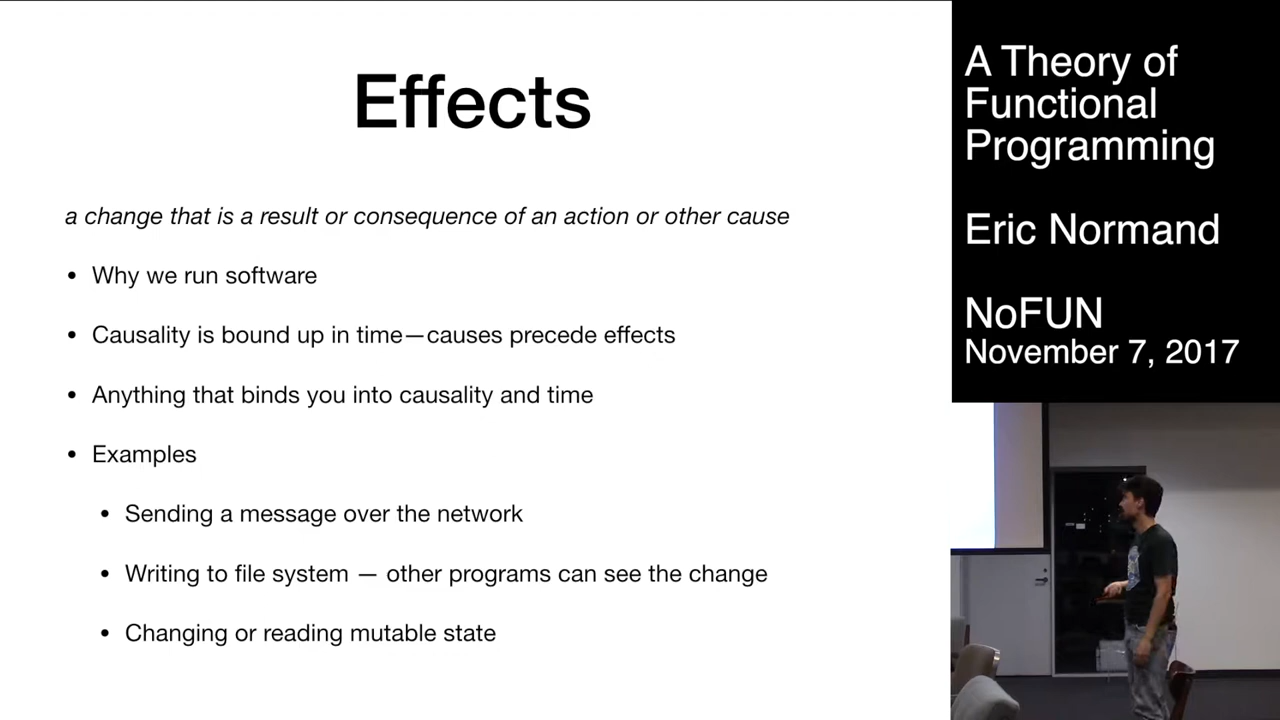 Effects
a change that is a result or consequence of an action or other cause
• Why we run software
• Causality is bound up in time—causes precede effects
• Anything that binds you into causality and time
• Examples
• Sending a message over the network
• Writing to file system — other programs can see the change
• Changing or reading mutable state
A Theory of
Functional
Programming
Eric Normand
NoFUN
November 7, 2017